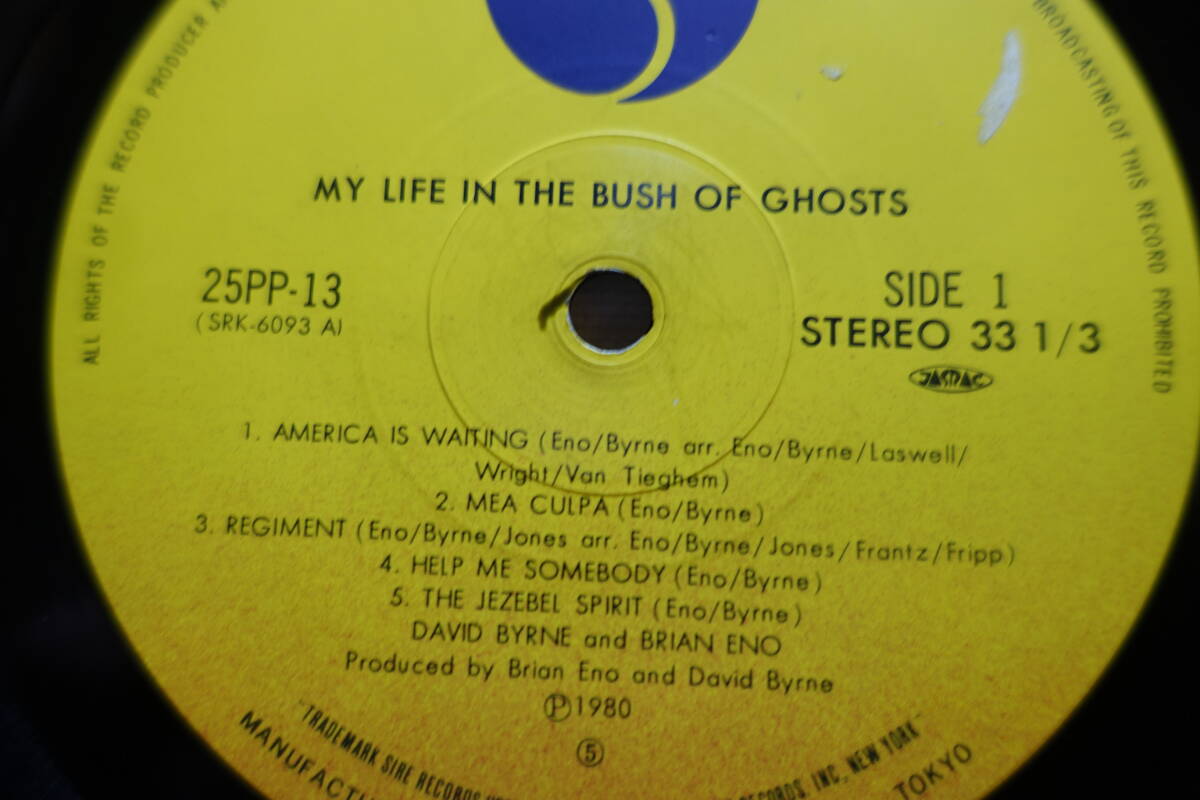 ALL RIGHTS OF THE RECORD PRODUCER
BROADCASTING OF THIS RECORD PROHIBITED
MY LIFE IN THE BUSH OF GHOSTS
25PP-13
(SRK-6093 A)
SIDE 1
STEREO 33 1/3
JASRAC
1. AMERICA IS WAITING (Eno/Byrne arr. Eno/Byrne/Laswell/
Wright/Van Tieghem)
2. MEA CULPA (Eno/Byrne)
3. REGIMENT (Eno/Byrne/Jones arr. Eno/Byrne/Jones/Frantz/Fripp)
4. HELP ME SOMEBODY (Eno/Byrne)
5. THE JEZEBEL SPIRIT (Eno/Byrne)
DAVID BYRNE and BRIAN ENO
Produced by Brian Eno and David Byrne
Ⓟ1980
⑤
"TRADEMARK SIRE RECORDS
RECORDS, INC. NEW YORK"
TOKYO